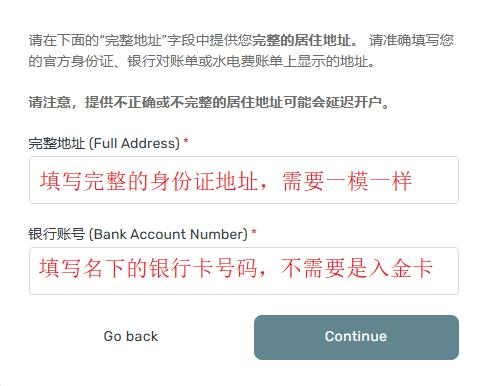 请在下面的“完整地址”字段中提供您完整的居住地址。 请准确填写您
的官方身份证、银行对账单或水电费账单上显示的地址。
请注意，提供不正确或不完整的居住地址可能会延迟开户。
完整地址 (Full Address) *
填写完整的身份证地址，需要一模一样
银行账号 (Bank Account Number) *
填写名下的银行卡号码，不需要是入金卡
Go back
Continue